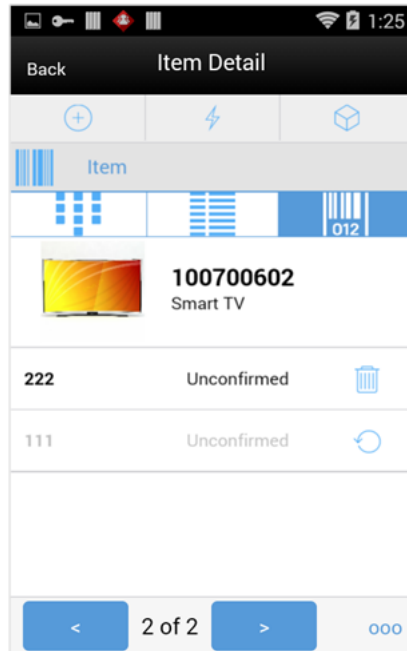 1:25
Back
Item Detail
Item
012
100700602
Smart TV
222 Unconfirmed
111 Unconfirmed
< 2 of 2 > ooo